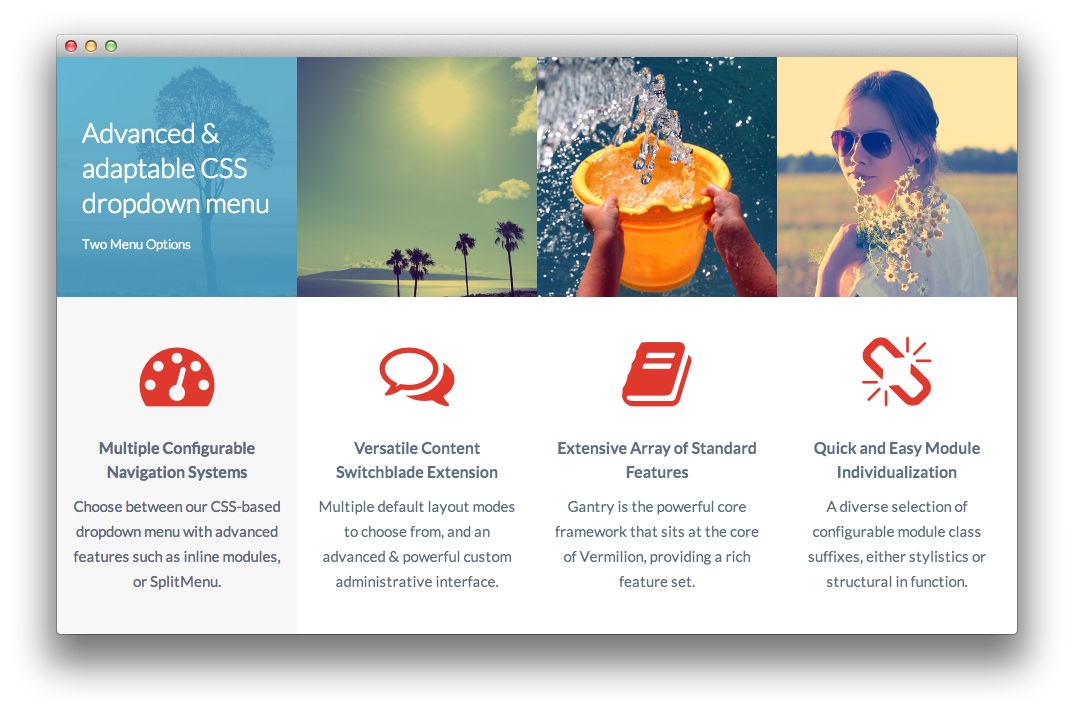 Advanced &
adaptable CSS
dropdown menu
Two Menu Options
Multiple Configurable
Navigation Systems
Choose between our CSS-based
dropdown menu with advanced
features such as inline modules,
or SplitMenu.
Versatile Content
Switchblade Extension
Multiple default layout modes
to choose from, and an
advanced & powerful custom
administrative interface.
Extensive Array of Standard
Features
Gantry is the powerful core
framework that sits at the core
of Vermilion, providing a rich
feature set.
Quick and Easy Module
Individualization
A diverse selection of
configurable module class
suffixes, either stylistics or
structural in function.